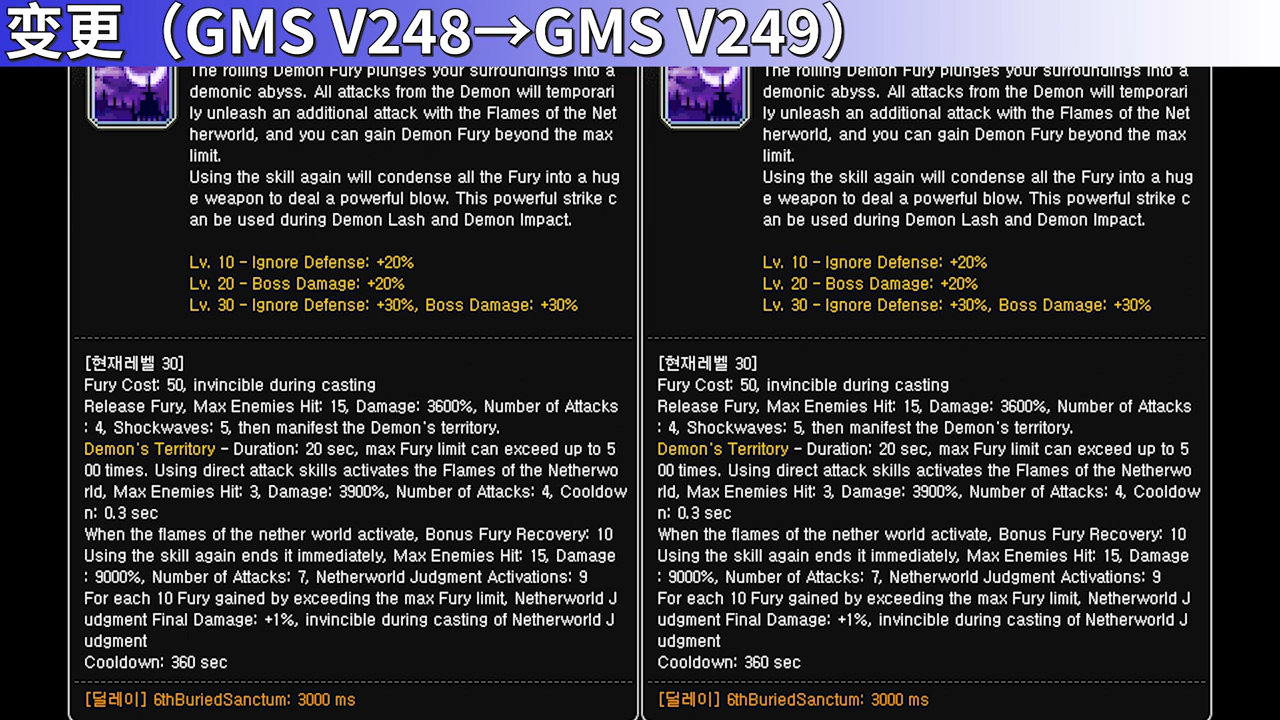 变更（GMS V248→GMS V249）
The rolling Demon Fury plunges your surroundings into a
demonic abyss. All attacks from the Demon will temporari
ly unleash an additional attack with the Flames of the Net
herworld, and you can gain Demon Fury beyond the max
limit.
Using the skill again will condense all the Fury into a hug
e weapon to deal a powerful blow. This powerful strike c
an be used during Demon Lash and Demon Impact.
Lv. 10 - Ignore Defense: +20%
Lv. 20 - Boss Damage: +20%
Lv. 30 - Ignore Defense: +30%, Boss Damage: +30%
[현재레벨 30]
Fury Cost: 50, invincible during casting
Release Fury, Max Enemies Hit: 15, Damage: 3600%, Number of Attacks
: 4, Shockwaves: 5, then manifest the Demon's territory.
Demon's Territory - Duration: 20 sec, max Fury limit can exceed up to 5
00 times. Using direct attack skills activates the Flames of the Netherwo
rld, Max Enemies Hit: 3, Damage: 3900%, Number of Attacks: 4, Cooldow
n: 0.3 sec
When the flames of the nether world activate, Bonus Fury Recovery: 10
Using the skill again ends it immediately, Max Enemies Hit: 15, Damage
: 9000%, Number of Attacks: 7, Netherworld Judgment Activations: 9
For each 10 Fury gained by exceeding the max Fury limit, Netherworld J
udgment Final Damage: +1%, invincible during casting of Netherworld J
udgment
Cooldown: 360 sec
[딜레이] 6thBuriedSanctum: 3000 ms
The rolling Demon Fury plunges your surroundings into a
demonic abyss. All attacks from the Demon will temporari
ly unleash an additional attack with the Flames of the Net
herworld, and you can gain Demon Fury beyond the max
limit.
Using the skill again will condense all the Fury into a hug
e weapon to deal a powerful blow. This powerful strike c
an be used during Demon Lash and Demon Impact.
Lv. 10 - Ignore Defense: +20%
Lv. 20 - Boss Damage: +20%
Lv. 30 - Ignore Defense: +30%, Boss Damage: +30%
[현재레벨 30]
Fury Cost: 50, invincible during casting
Release Fury, Max Enemies Hit: 15, Damage: 3600%, Number of Attacks
: 4, Shockwaves: 5, then manifest the Demon's territory.
Demon's Territory - Duration: 20 sec, max Fury limit can exceed up to 5
00 times. Using direct attack skills activates the Flames of the Netherwo
rld, Max Enemies Hit: 3, Damage: 3900%, Number of Attacks: 4, Cooldow
n: 0.3 sec
When the flames of the nether world activate, Bonus Fury Recovery: 10
Using the skill again ends it immediately, Max Enemies Hit: 15, Damage
: 9000%, Number of Attacks: 7, Netherworld Judgment Activations: 9
For each 10 Fury gained by exceeding the max Fury limit, Netherworld J
udgment Final Damage: +1%, invincible during casting of Netherworld J
udgment
Cooldown: 360 sec
[딜레이] 6thBuriedSanctum: 3000 ms